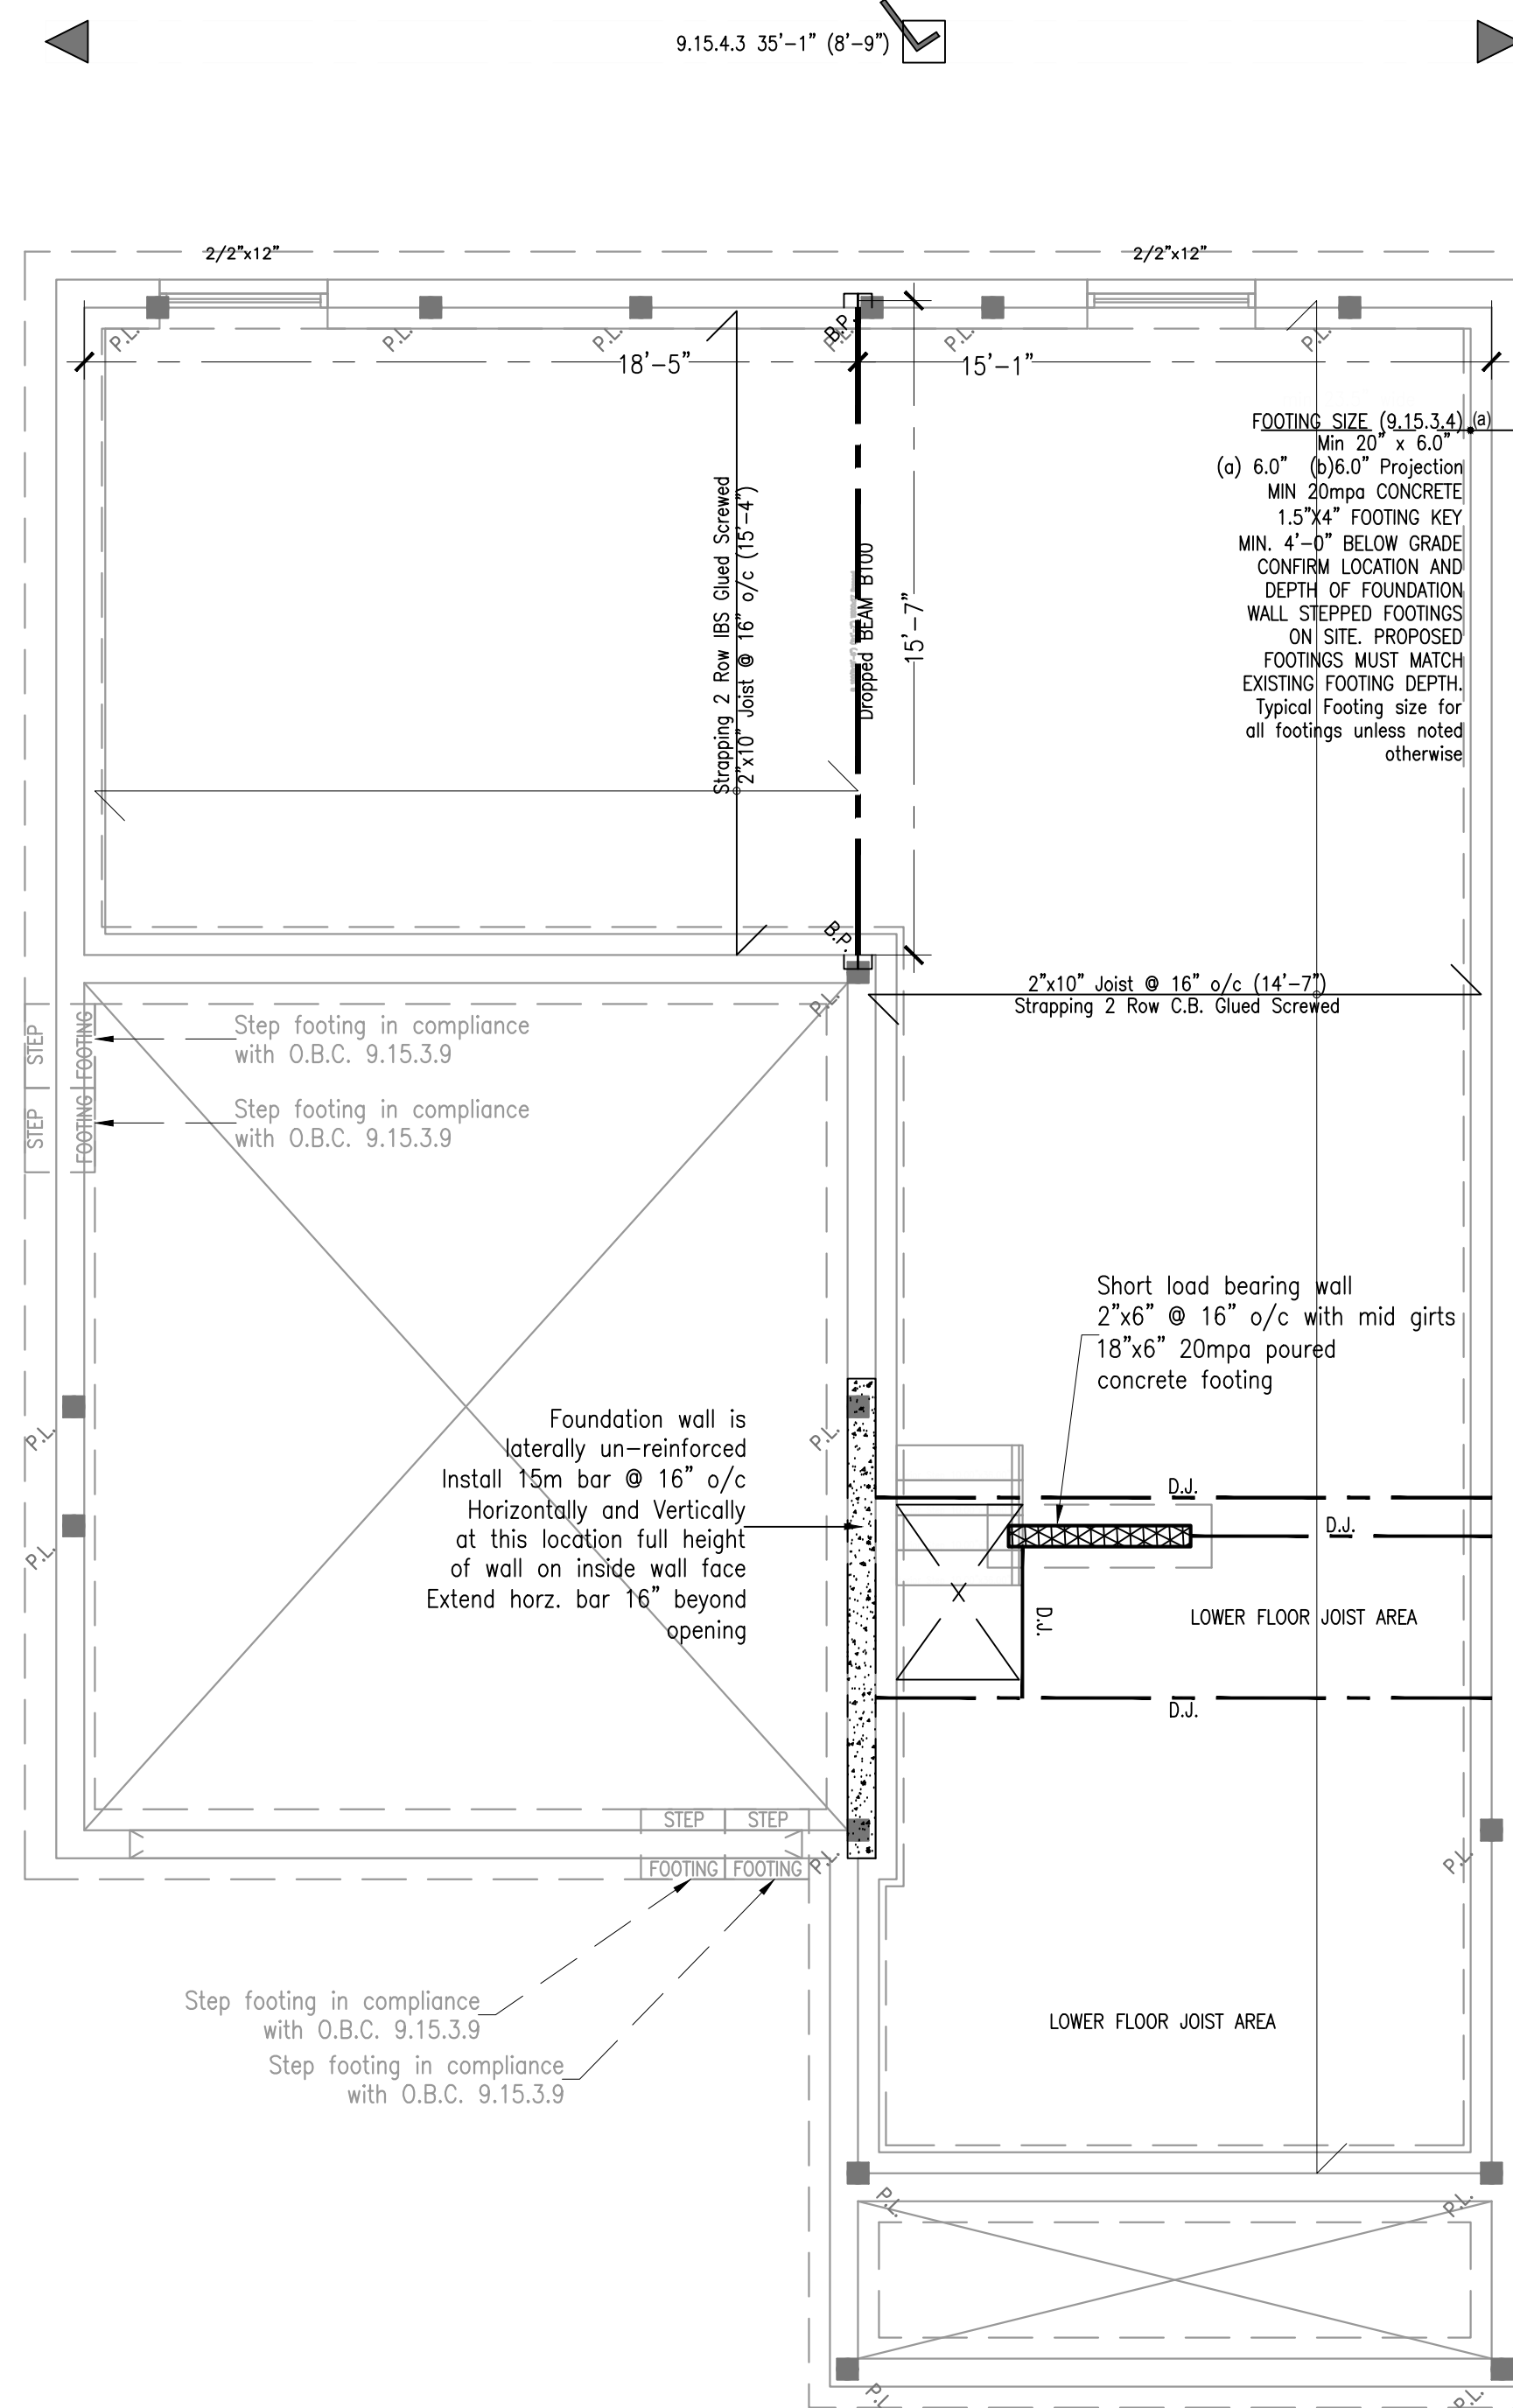 9.15.4.3 35'-1" (8'-9")
2/2"x12"
2/2"x12"
P.L.
P.L.
P.L.
B.P.
P.L.
P.L.
P.L.
18'-5"
15'-1"
FOOTING SIZE (9.15.3.4) (a)
Min 20" x 6.0"
(a) 6.0" (b)6.0" Projection
MIN 20mpa CONCRETE
1.5"X4" FOOTING KEY
MIN. 4'-0" BELOW GRADE
CONFIRM LOCATION AND
DEPTH OF FOUNDATION
WALL STEPPED FOOTINGS
ON SITE. PROPOSED
FOOTINGS MUST MATCH
EXISTING FOOTING DEPTH.
Typical Footing size for
all footings unless noted
otherwise
Strapping 2 Row IBS Glued Screwed
2"x10" Joist @ 16" o/c (15'-4")
Dropped BEAM B100
15'-7"
B.P.
P.L.
2"x10" Joist @ 16" o/c (14'-7")
Strapping 2 Row C.B. Glued Screwed
STEP
FOOTING
Step footing in compliance
with O.B.C. 9.15.3.9
STEP
FOOTING
Step footing in compliance
with O.B.C. 9.15.3.9
Short load bearing wall
2"x6" @ 16" o/c with mid girts
18"x6" 20mpa poured
concrete footing
P.L.
P.L.
P.L.
Foundation wall is
laterally un-reinforced
Install 15m bar @ 16" o/c
Horizontally and Vertically
at this location full height
of wall on inside wall face
Extend horz. bar 16" beyond
opening
D.J.
D.J.
X
D.J.
LOWER FLOOR JOIST AREA
D.J.
STEP STEP
FOOTING FOOTING
P.L.
P.L.
Step footing in compliance
with O.B.C. 9.15.3.9
Step footing in compliance
with O.B.C. 9.15.3.9
LOWER FLOOR JOIST AREA
P.L.
P.L.
P.L.
P.L.